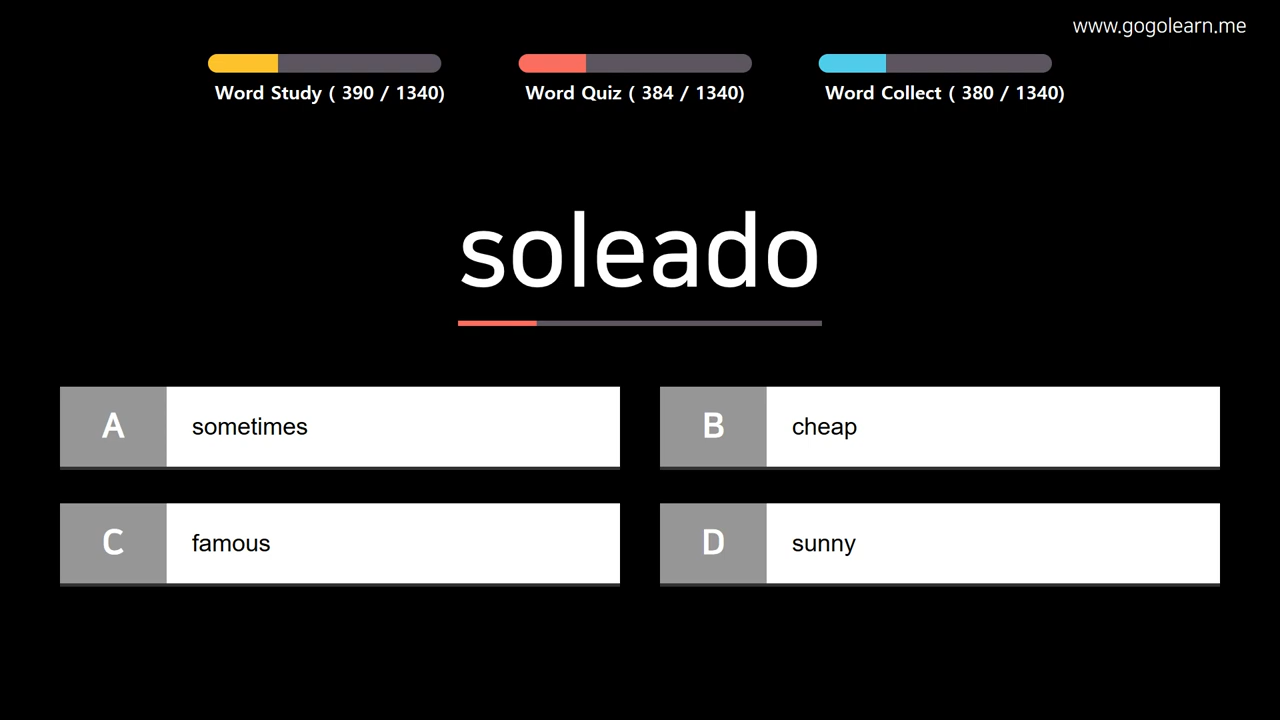 www.gogolearn.me
Word Study ( 390 / 1340)
Word Quiz ( 384 / 1340)
Word Collect ( 380 / 1340)
soleado
A sometimes
B cheap
C famous
D sunny